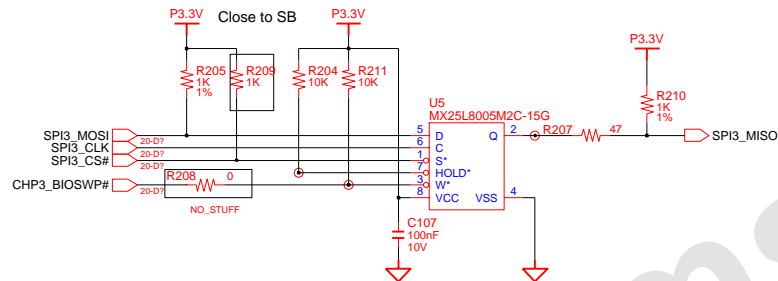 P3.3V
Close to SB
P3.3V
P3.3V
R205
1K
1%
R209
1K
R204
10K
R211
10K
R210
1K
1%
U5
MX25L8005M2C-15G
SPI3_MOSI
20-D?
5
D
Q
2
R207
47
SPI3_MISO
SPI3_CLK
20-D?
6
C
SPI3_CS#
20-D?
1
S*
7
HOLD*
CHP3_BIOSWP#
20-D?
R208
0
NO_STUFF
3
W*
8
VCC
VSS
4
C107
100nF
10V